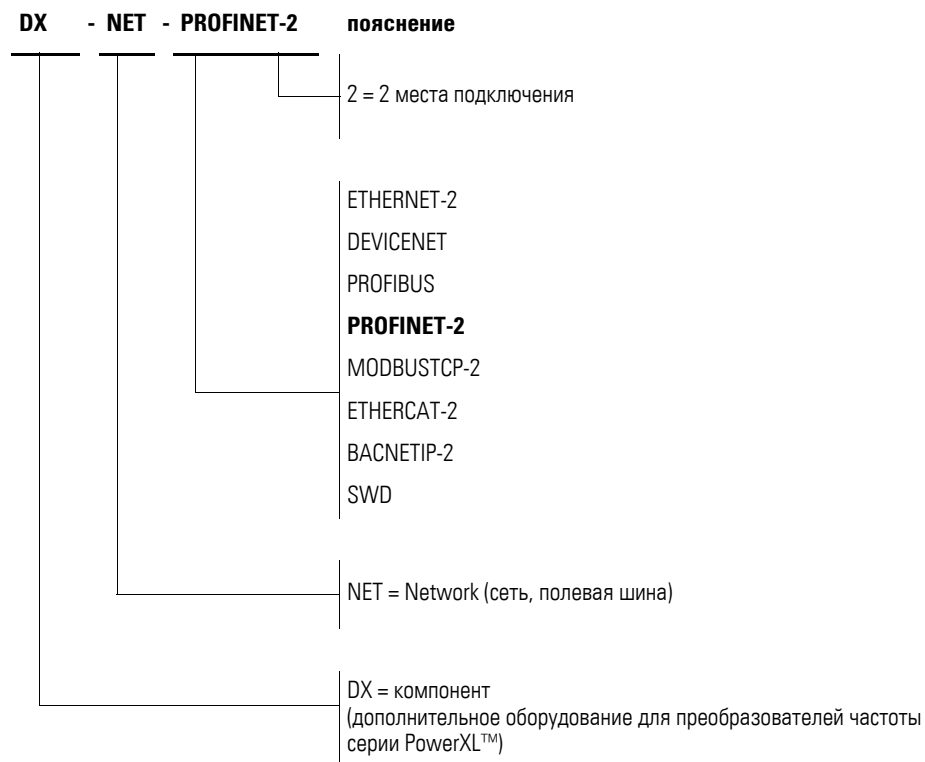 DX - NET - PROFINET-2 пояснение
2 = 2 места подключения
ETHERNET-2
DEVICENET
PROFIBUS
PROFINET-2
MODBUSTCP-2
ETHERCAT-2
BACNETIP-2
SWD
NET = Network (сеть, полевая шина)
DX = компонент
(дополнительное оборудование для преобразователей частоты
серии PowerXL™)